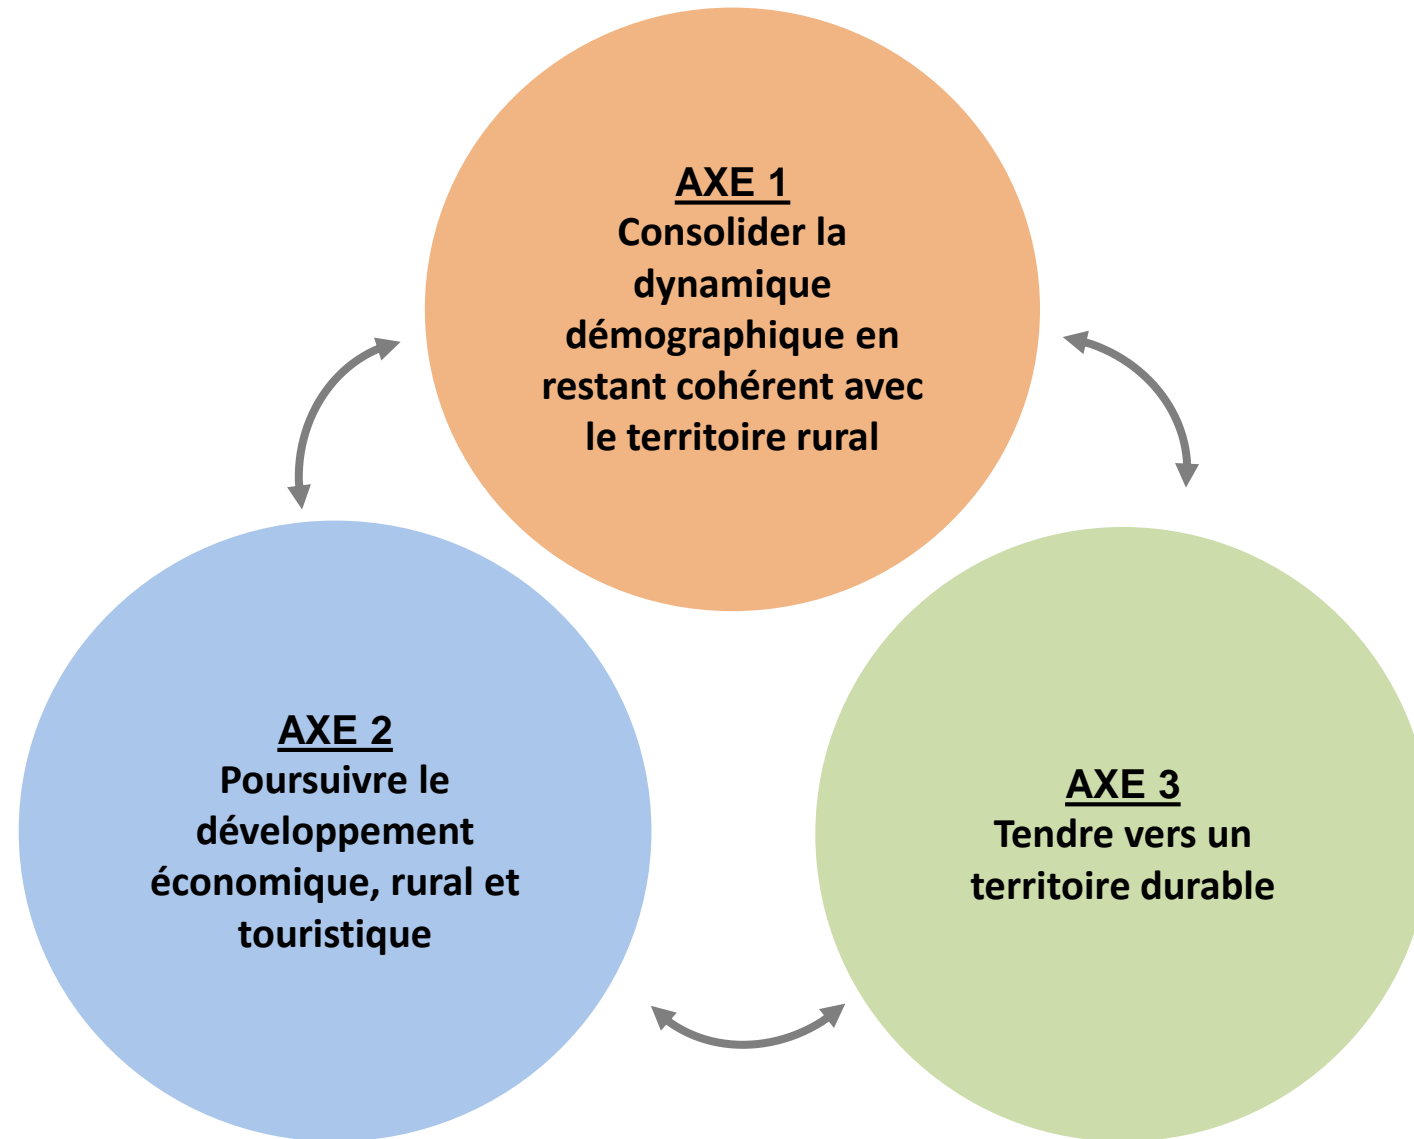 AXE 1
Consolider la
dynamique
démographique en
restant cohérent avec
le territoire rural
AXE 2
Poursuivre le
développement
économique, rural et
touristique
AXE 3
Tendre vers un
territoire durable